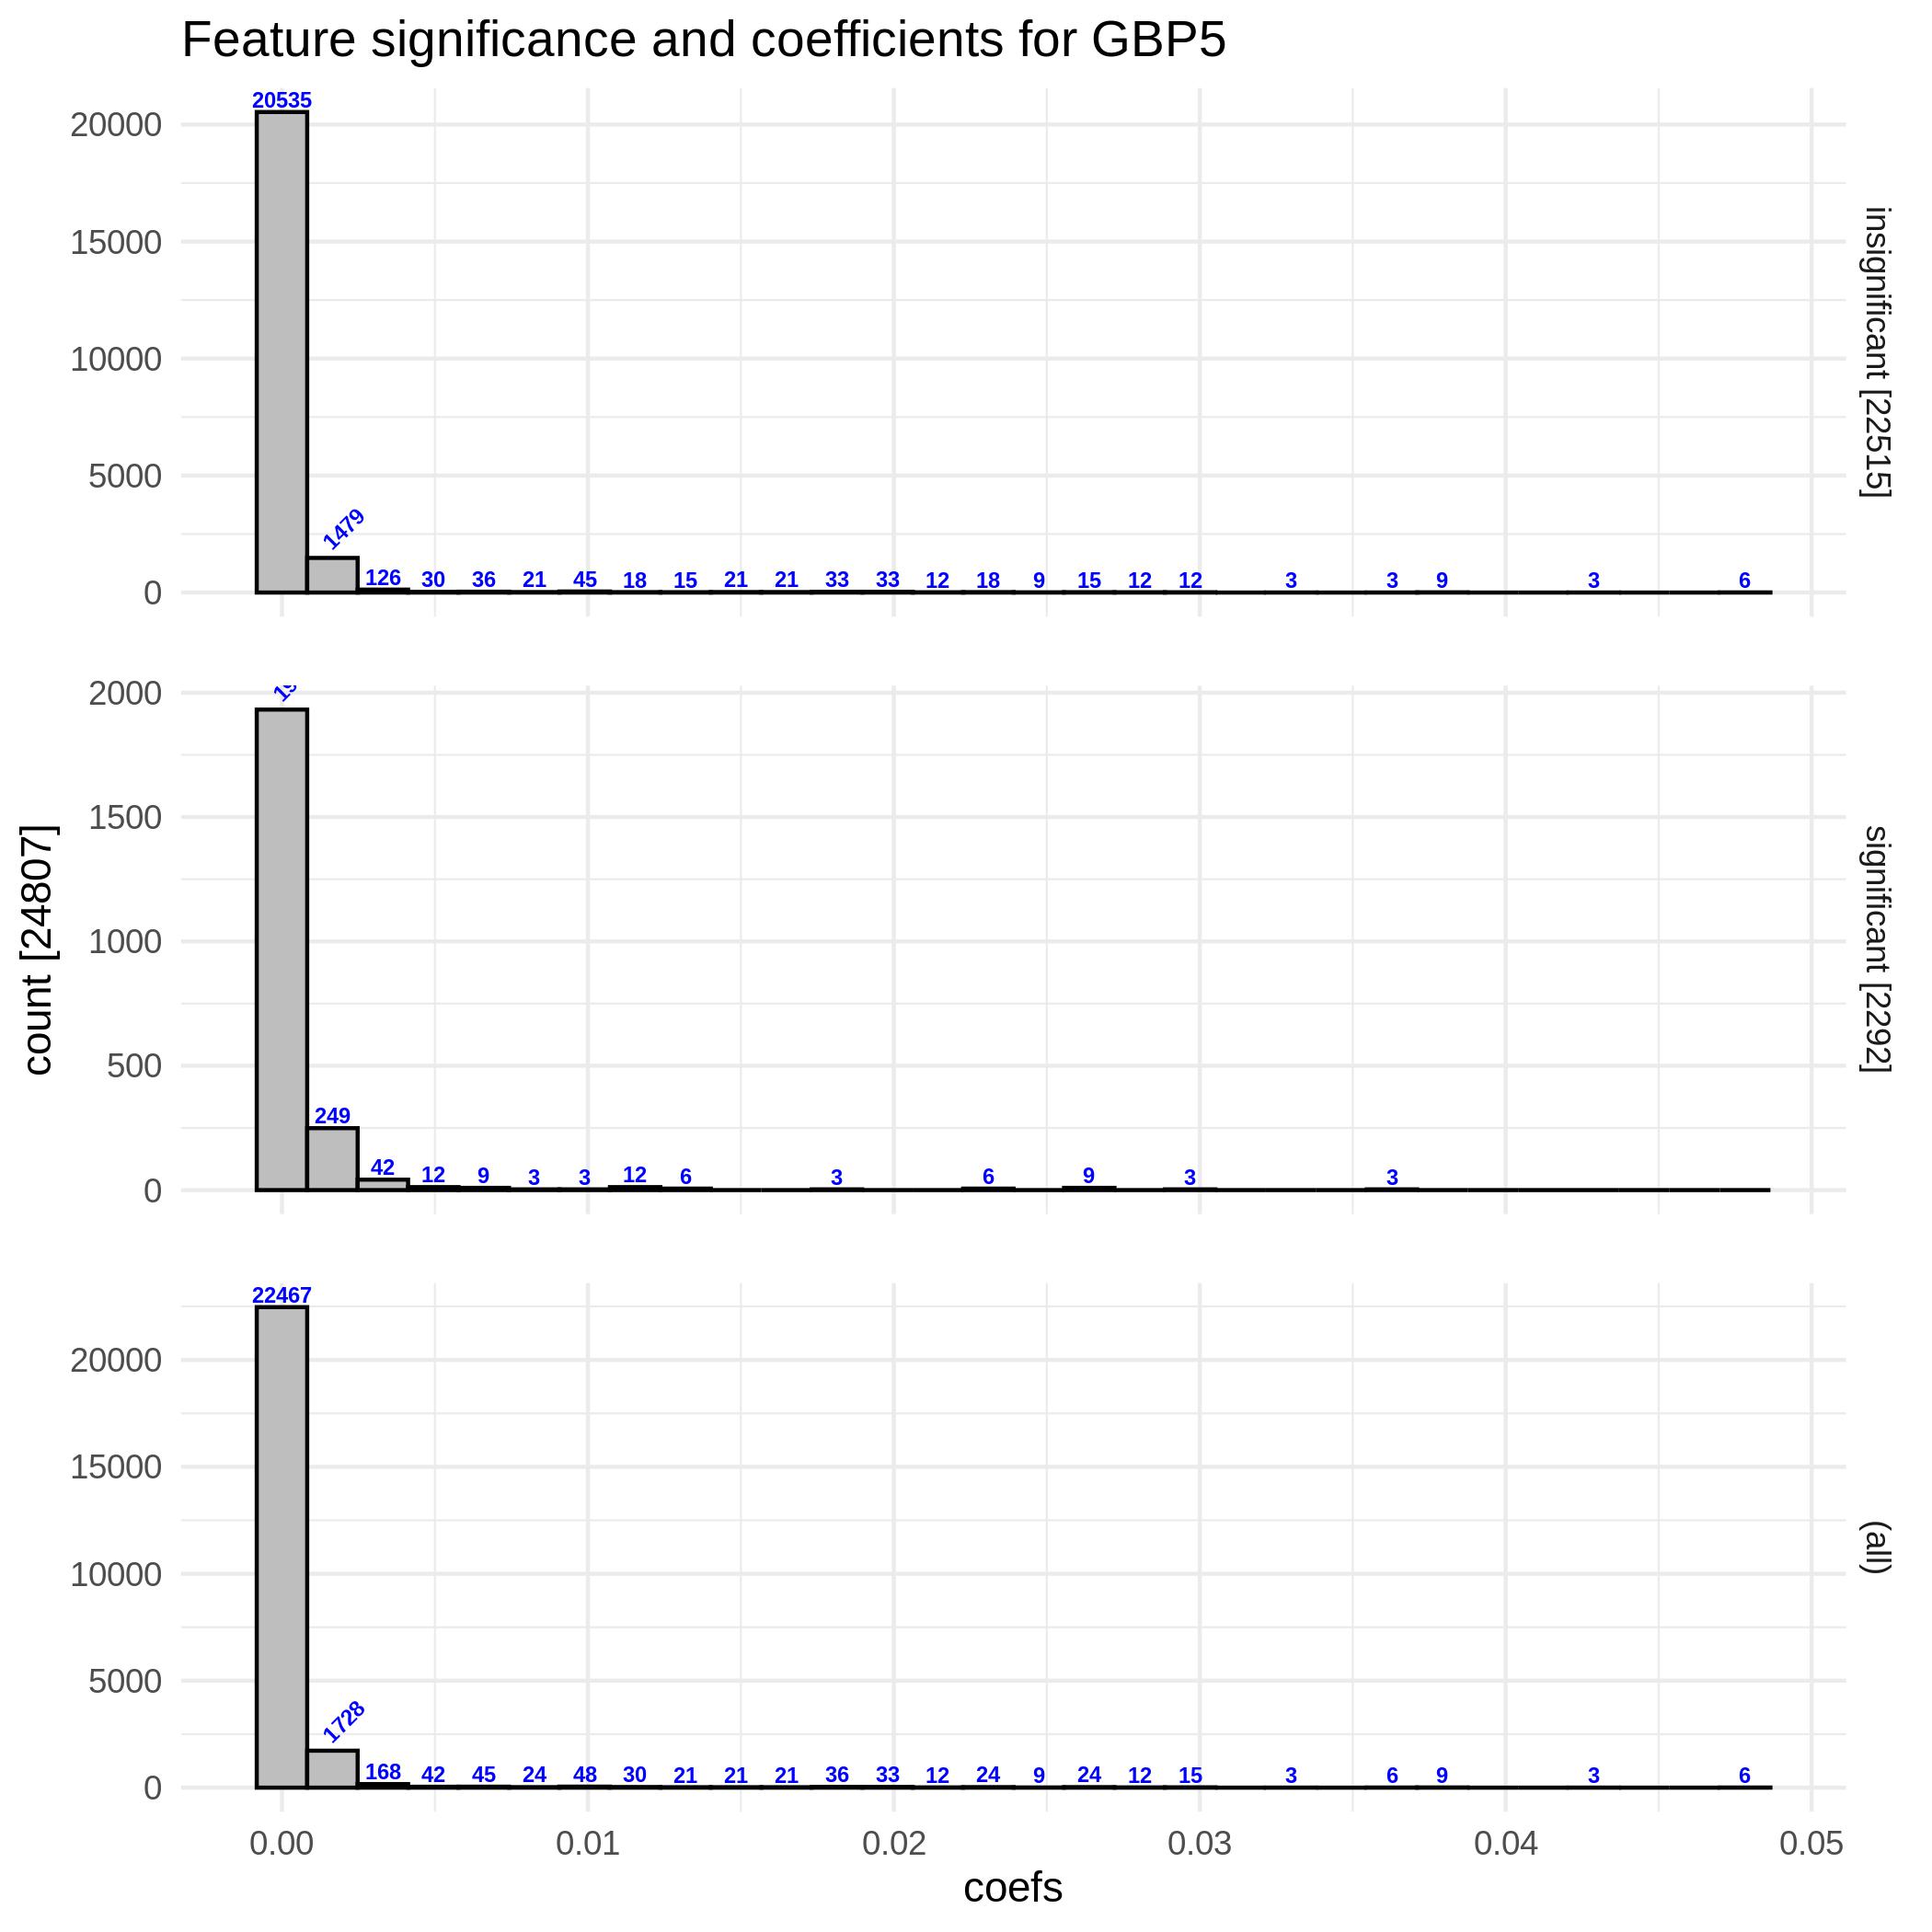 Feature significance and coefficients for GBP5
20535
20000
15000
10000
5000
0
1479
126 30 36 21 45 18 15 21 21 33 33 12 18 9 15 12 12 3 3 9 3 6
insignificant [22515]
2000
1500
1000
500
0
249
42 12 9 3 3 12 6 3 6 9 3 3
significant [2292]
count [24807]
22467
20000
15000
10000
5000
0
1728
168 42 45 24 48 30 21 21 21 36 33 12 24 9 24 12 15 3 6 9 3 6
(all)
0.00 0.01 0.02 0.03 0.04 0.05
coefs